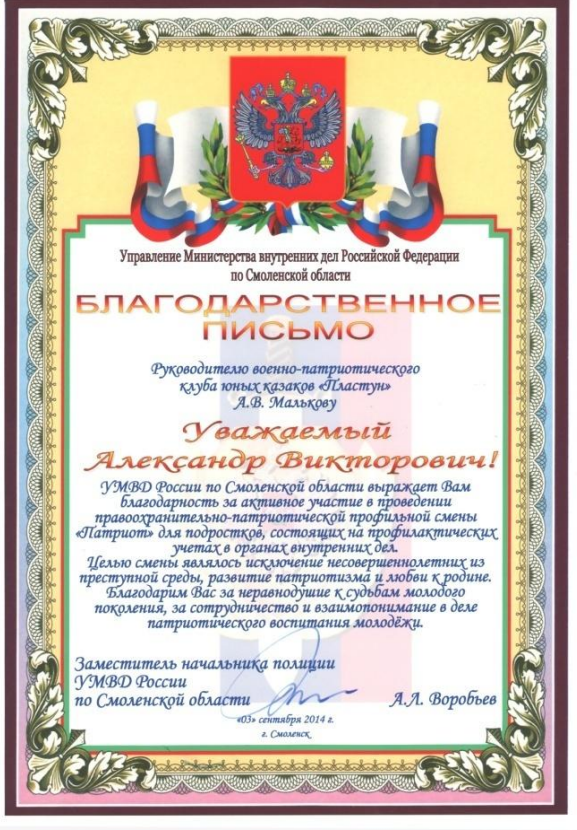 Управление Министерства внутренних дел Российской Федерации
по Смоленской области
БЛАГОДАРСТВЕННОЕ
ПИСЬМО
Руководителю военно-патриотического
клуба юных казаков «Пластун»
А.В. Малькову
Уважаемый
Александр Викторович!
УМВД России по Смоленской области выражает Вам
благодарность за активное участие в проведении
правоохранительно-патриотической профильной смены
«Патриот» для подростков, состоящих на профилактических
учетах в органах внутренних дел.
Целью смены являлось исключение несовершеннолетних из
преступной среды, развитие патриотизма и любви к родине.
Благодарим Вас за неравнодушие к судьбам молодого
поколения, за сотрудничество и взаимопонимание в деле
патриотического воспитания молодёжи.
Заместитель начальника полиции
УМВД России
по Смоленской области А.Л. Воробьев
«03» сентября 2014 г.
г. Смоленск